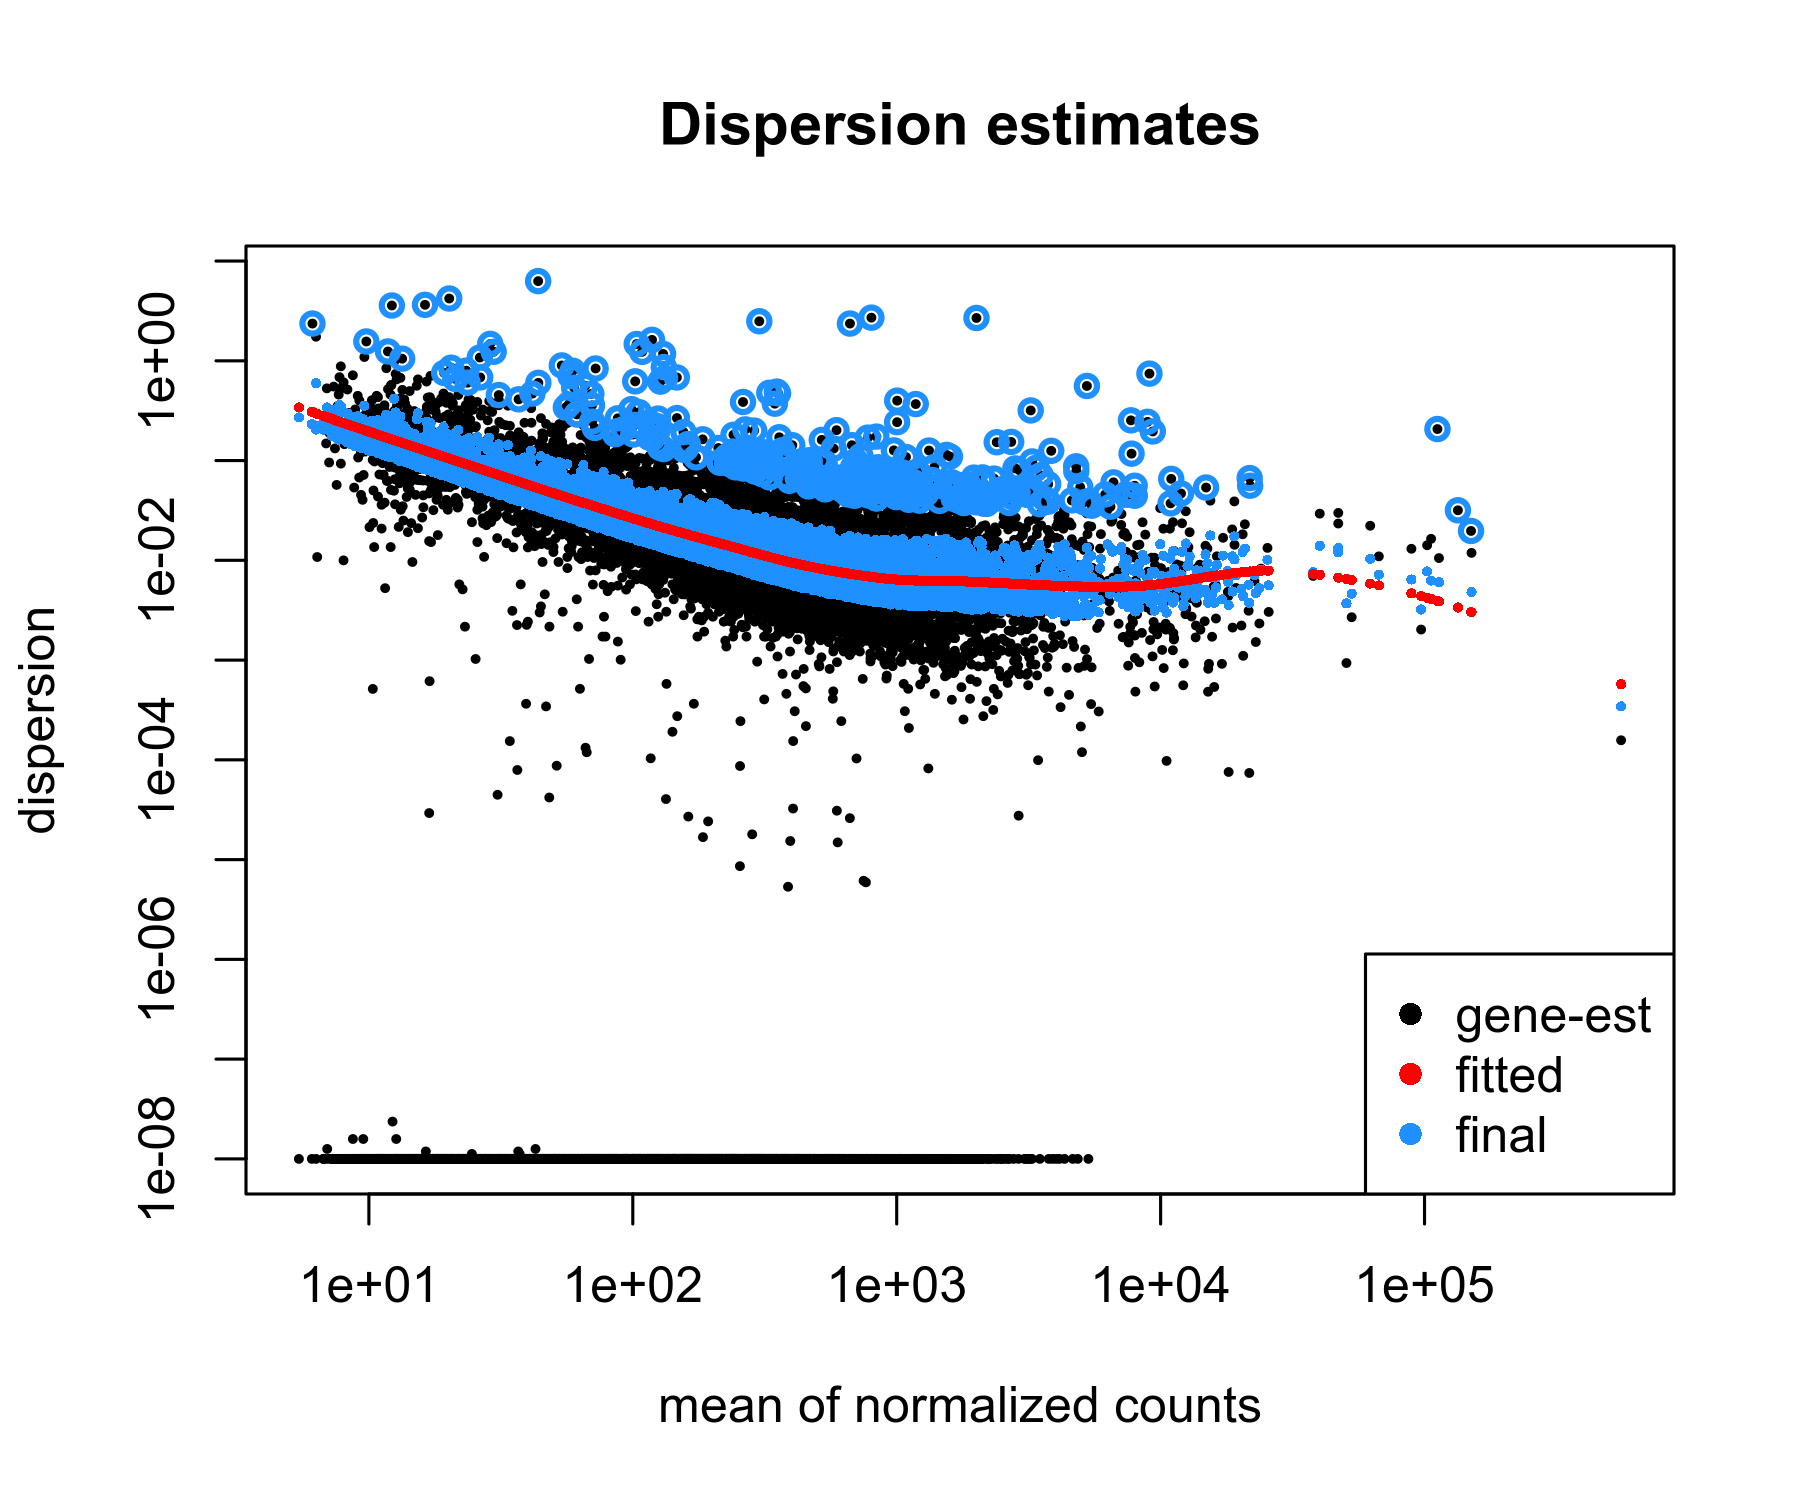 Dispersion estimates
dispersion
1e+00
1e-02
1e-04
1e-06
1e-08
gene-est
fitted
final
1e+01 1e+02 1e+03 1e+04 1e+05
mean of normalized counts